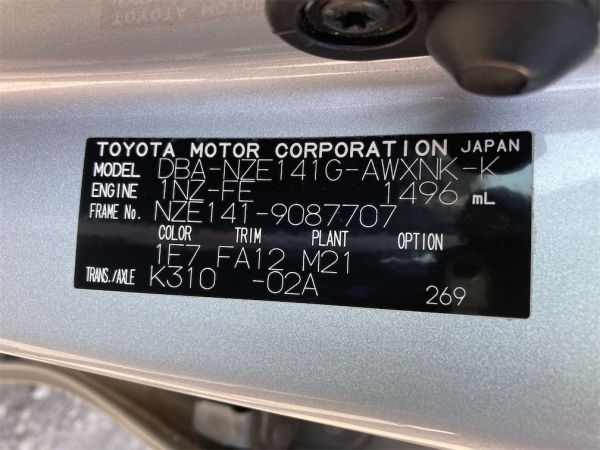 TOYOTA MOTOR CORPORATION JAPAN
MODEL DBA-NZE141G-AWXNK-K
ENGINE 1NZ-FE 1496 mL
FRAME No. NZE141-9087707
COLOR TRIM PLANT OPTION
1E7 FA12 M21
TRANS./AXLE K310 -02A
269